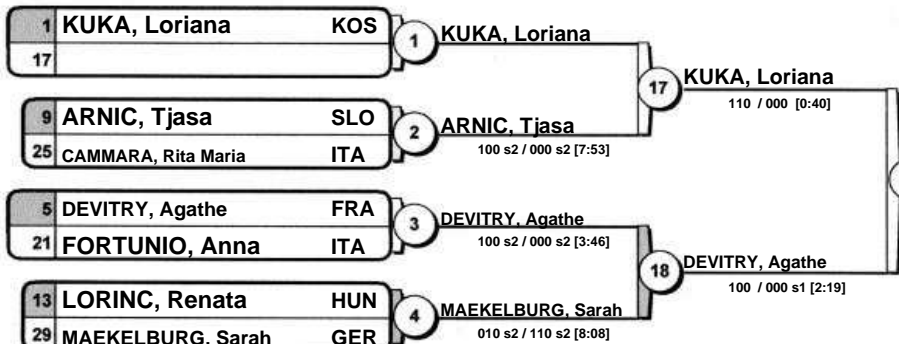 1 KUKA, Loriana KOS
17
1
KUKA, Loriana
9 ARNIC, Tjasa SLO
25 CAMMARA, Rita Maria ITA
2
ARNIC, Tjasa
100 s2 / 000 s2 [7:53]
17
KUKA, Loriana
110 / 000 [0:40]
5 DEVITRY, Agathe FRA
21 FORTUNIO, Anna ITA
3
DEVITRY, Agathe
100 s2 / 000 s2 [3:46]
13 LORINC, Renata HUN
29 MAEKELBURG, Sarah GER
4
MAEKELBURG, Sarah
010 s2 / 110 s2 [8:08]
18
DEVITRY, Agathe
100 / 000 s1 [2:19]